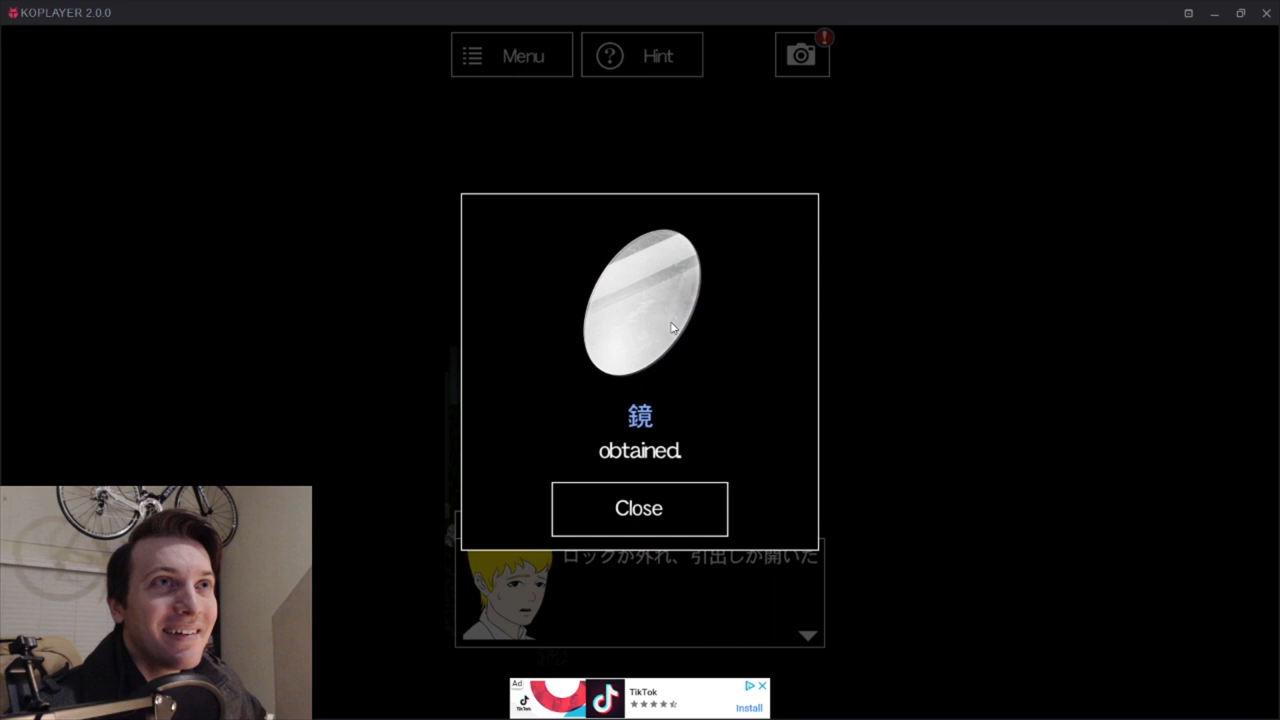 KOPLAYER 2.0.0
Menu
? Hint
!
鏡
obtained.
Close
ロックが外れ、引出しが開いた
Ad
TikTok
TikTok
Install